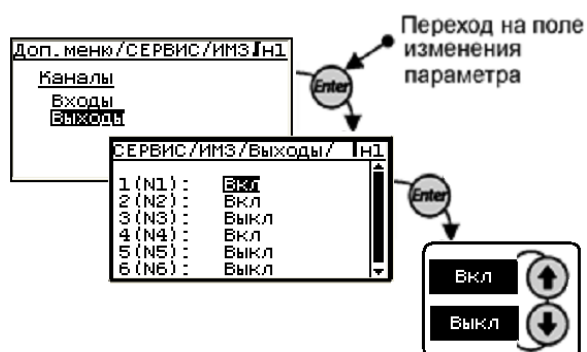 Переход на поле
изменения
параметра
Доп.меню/СЕРВИС/ИМЗ Н1
Каналы
Входы
Выходы
Enter
СЕРВИС/ИМЗ/Выходы/ Н1
1(N1): Вкл
2(N2): Вкл
3(N3): Выкл
4(N4): Вкл
5(N5): Выкл
6(N6): Выкл
Enter
Вкл
Выкл